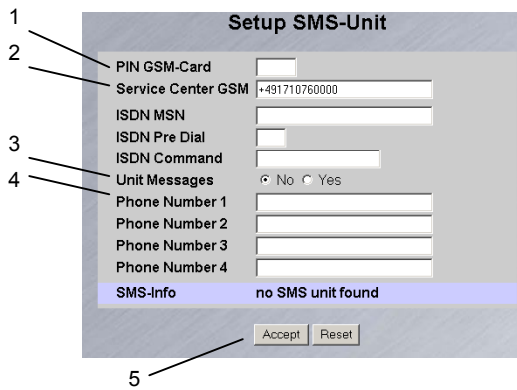 Setup SMS-Unit
1
2
PIN GSM-Card
Service Center GSM +491710760000
ISDN MSN
ISDN Pre Dial
ISDN Command
3
Unit Messages No Yes
4
Phone Number 1
Phone Number 2
Phone Number 3
Phone Number 4
SMS-Info no SMS unit found
Accept Reset
5